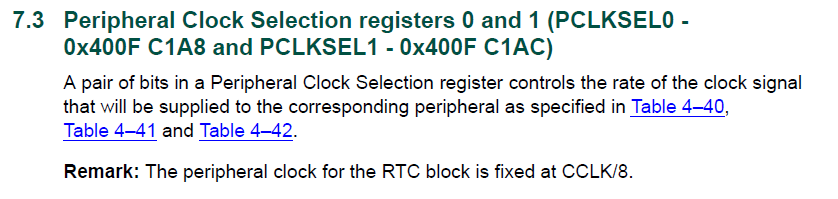 7.3 Peripheral Clock Selection registers 0 and 1 (PCLKSEL0 -
0x400F C1A8 and PCLKSEL1 - 0x400F C1AC)
A pair of bits in a Peripheral Clock Selection register controls the rate of the clock signal
that will be supplied to the corresponding peripheral as specified in Table 4–40,
Table 4–41 and Table 4–42.
Remark: The peripheral clock for the RTC block is fixed at CCLK/8.